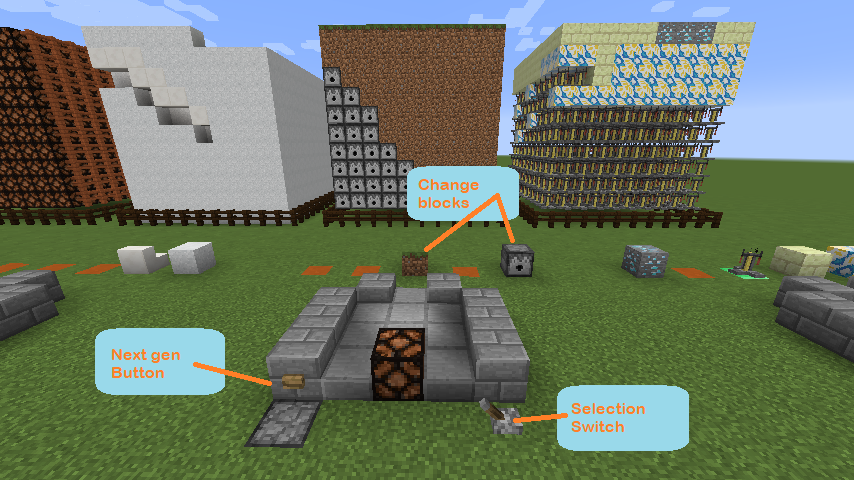 Change
blocks
Next gen
Button
Selection
Switch